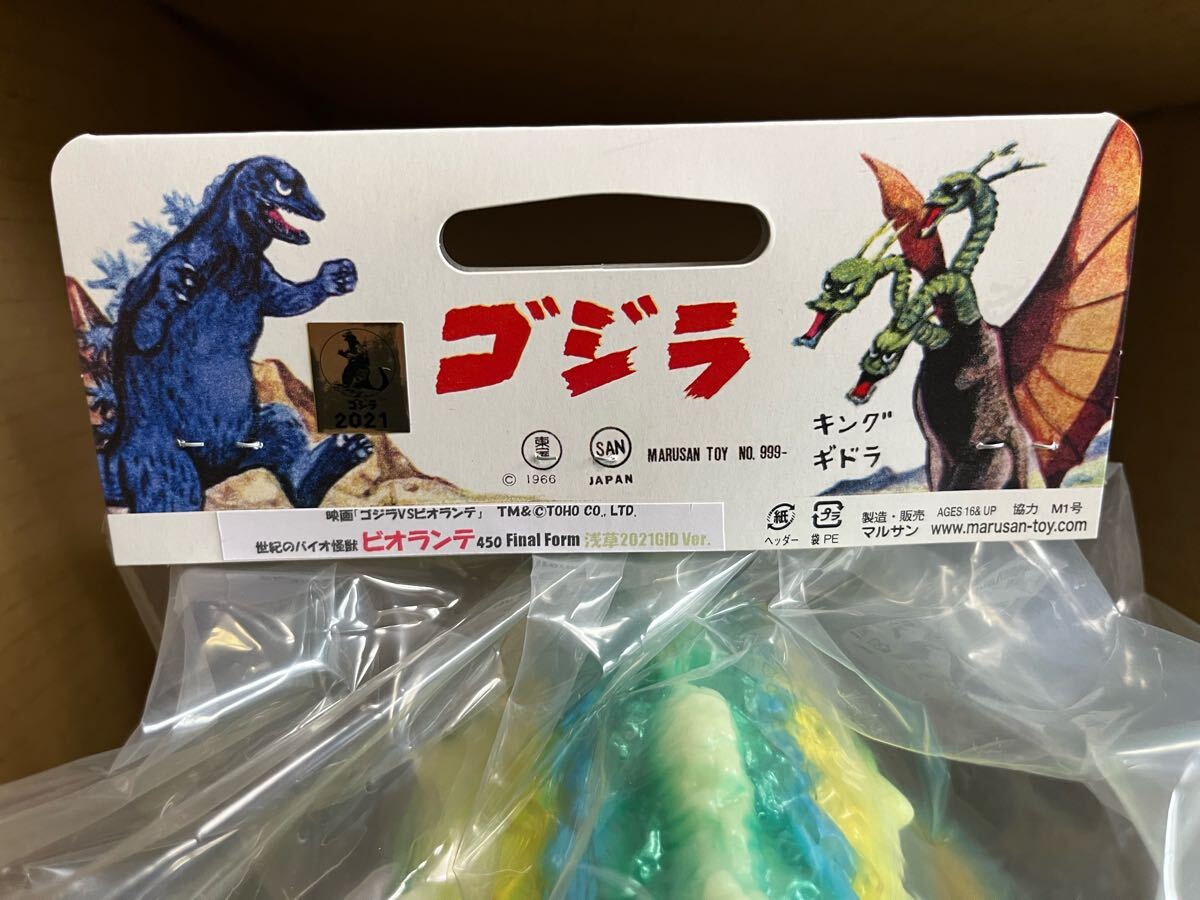 ゴジラ
ゴジラ
2021
東宝
© 1966
SAN
JAPAN
MARUSAN TOY NO. 999-
キング
ギドラ
映画「ゴジラVSビオランテ」 TM&©TOHO CO., LTD.
世紀のバイオ怪獣 ビオランテ 450 Final Form 浅草2021GID Ver.
紙
ヘッダー
プラ
袋 PE
製造・販売
マルサン
AGES 16& UP 協力 M1号
www.marusan-toy.com